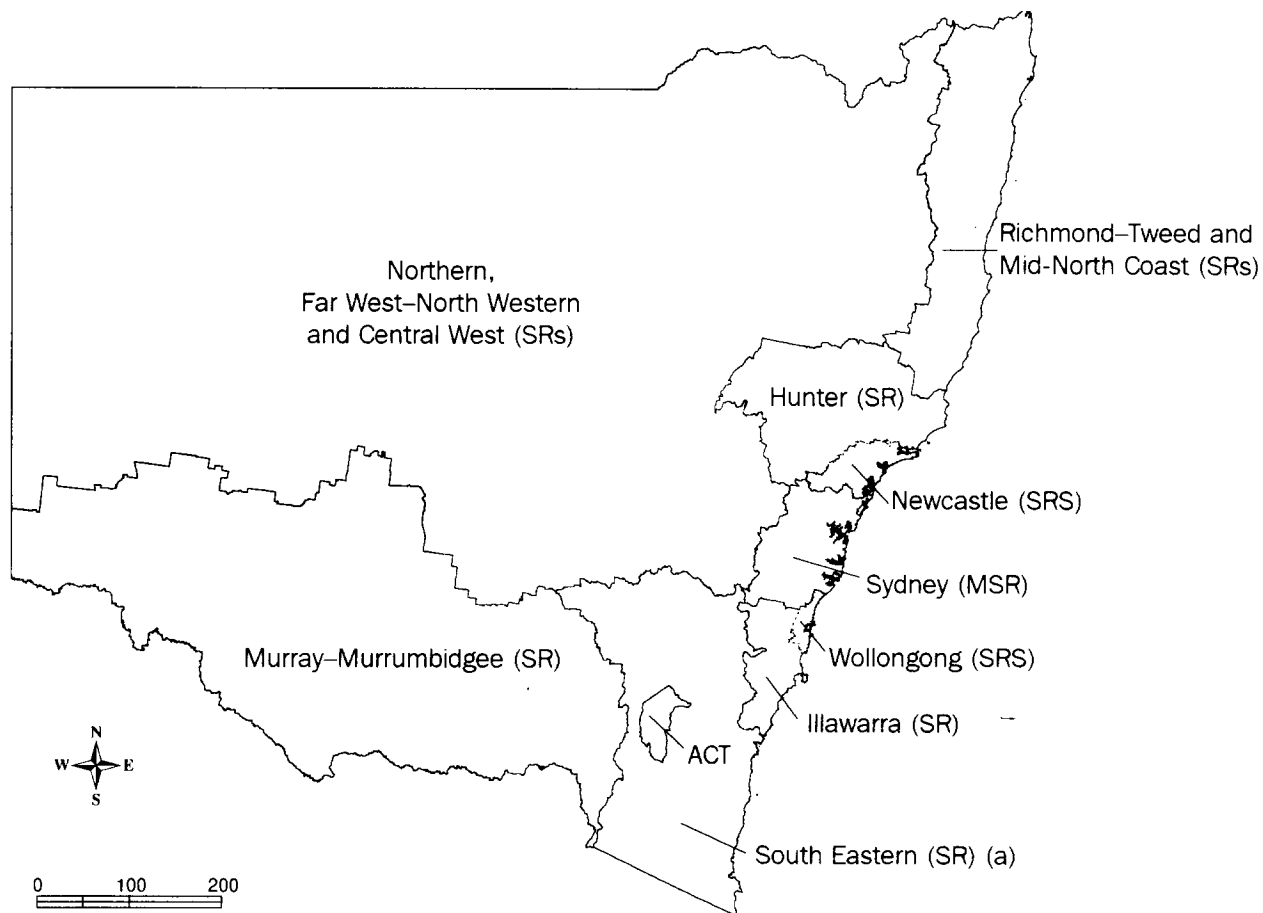 Richmond–Tweed and
Mid-North Coast (SRs)
Northern,
Far West–North Western
and Central West (SRs)
Hunter (SR)
Newcastle (SRS)
Sydney (MSR)
Wollongong (SRS)
Murray–Murrumbidgee (SR)
Illawarra (SR)
ACT
South Eastern (SR) (a)
N
W E
S
0 100 200